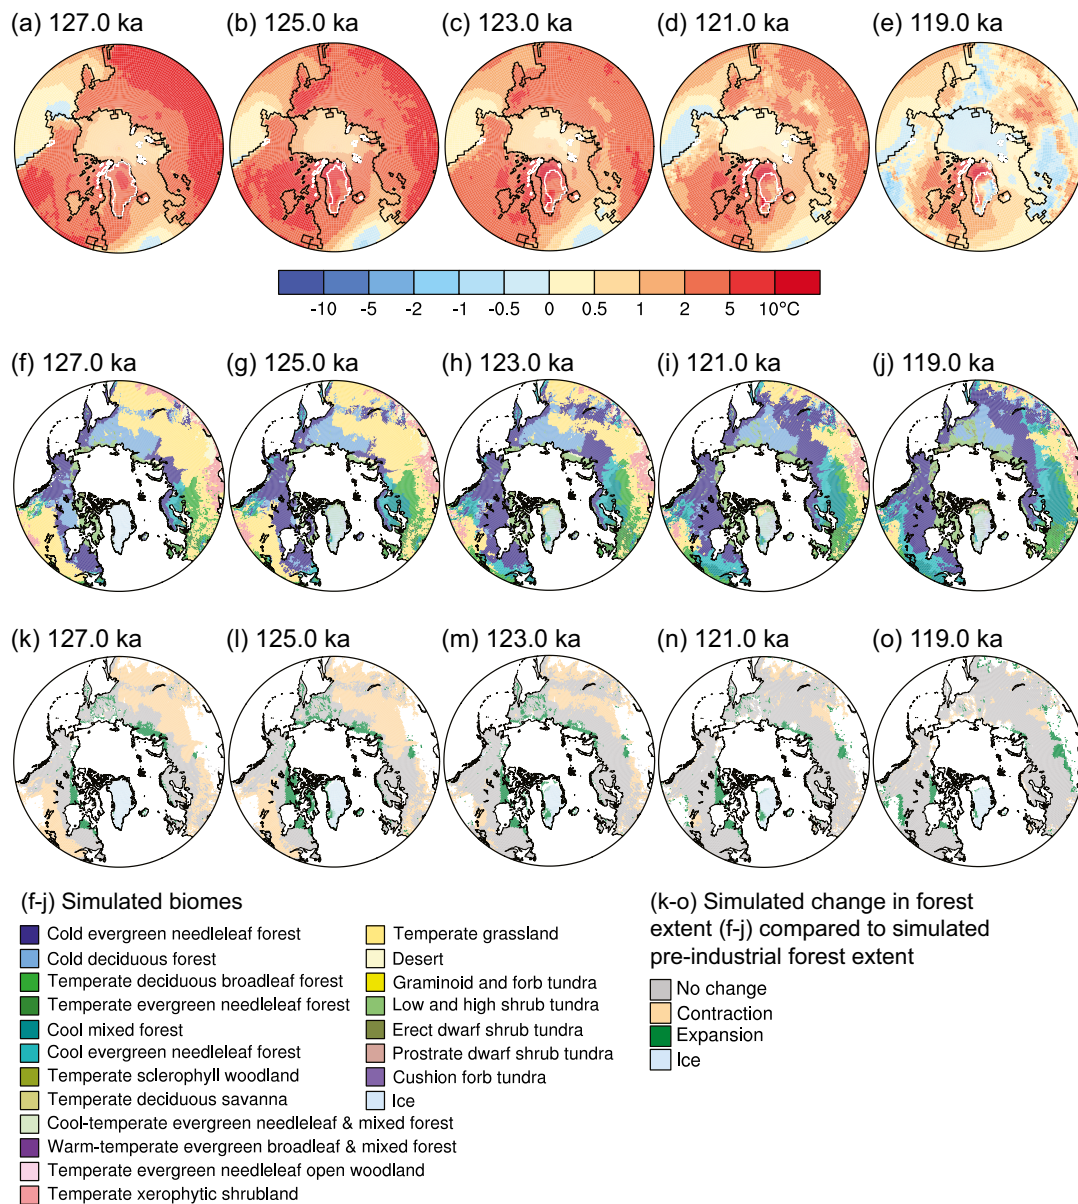 (a) 127.0 ka
(b) 125.0 ka
(c) 123.0 ka
(d) 121.0 ka
(e) 119.0 ka
-10 -5 -2 -1 -0.5 0 0.5 1 2 5 10°C
(f) 127.0 ka
(g) 125.0 ka
(h) 123.0 ka
(i) 121.0 ka
(j) 119.0 ka
(k) 127.0 ka
(l) 125.0 ka
(m) 123.0 ka
(n) 121.0 ka
(o) 119.0 ka
(f-j) Simulated biomes
Cold evergreen needleleaf forest
Cold deciduous forest
Temperate deciduous broadleaf forest
Temperate evergreen needleleaf forest
Cool mixed forest
Cool evergreen needleleaf forest
Temperate sclerophyll woodland
Temperate deciduous savanna
Cool-temperate evergreen needleleaf & mixed forest
Warm-temperate evergreen broadleaf & mixed forest
Temperate evergreen needleleaf open woodland
Temperate xerophytic shrubland
Temperate grassland
Desert
Graminoid and forb tundra
Low and high shrub tundra
Erect dwarf shrub tundra
Prostrate dwarf shrub tundra
Cushion forb tundra
Ice
(k-o) Simulated change in forest
extent (f-j) compared to simulated
pre-industrial forest extent
No change
Contraction
Expansion
Ice